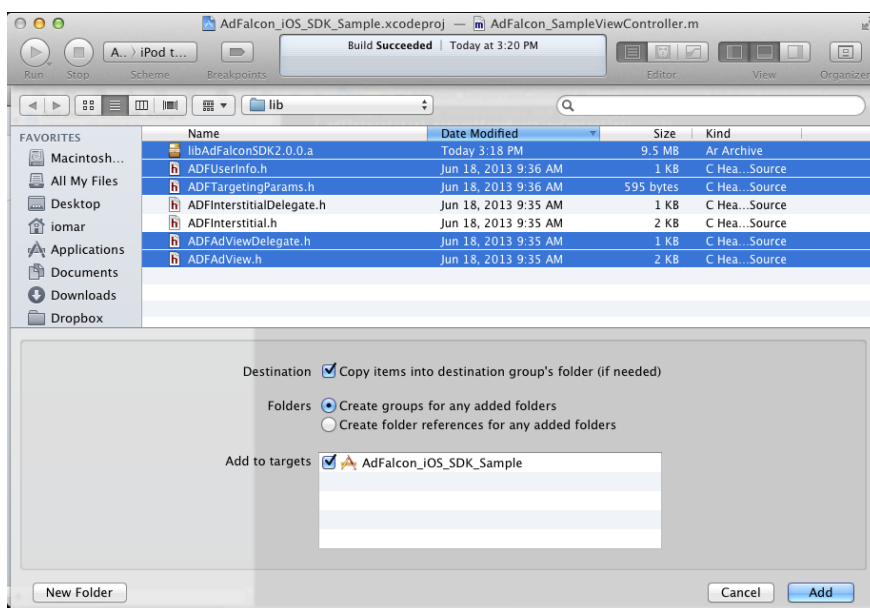 AdFalcon_iOS_SDK_Sample.xcodeproj — m AdFalcon_SampleViewController.m
A.. › iPod t...
Build Succeeded | Today at 3:20 PM
Run Stop Scheme Breakpoints Editor View Organizer
lib
FAVORITES
Macintosh...
All My Files
Desktop
iomar
Applications
Documents
Downloads
Dropbox
Name Date Modified Size Kind
libAdFalconSDK2.0.0.a Today 3:18 PM 9.5 MB Ar Archive
h ADFUserInfo.h Jun 18, 2013 9:36 AM 1 KB C Hea...Source
h ADFTargetingParams.h Jun 18, 2013 9:36 AM 595 bytes C Hea...Source
h ADFInterstitialDelegate.h Jun 18, 2013 9:35 AM 1 KB C Hea...Source
h ADFInterstitial.h Jun 18, 2013 9:35 AM 2 KB C Hea...Source
h ADFAdViewDelegate.h Jun 18, 2013 9:35 AM 1 KB C Hea...Source
h ADFAdView.h Jun 18, 2013 9:35 AM 2 KB C Hea...Source
Destination Copy items into destination group's folder (if needed)
Folders Create groups for any added folders
Create folder references for any added folders
Add to targets AdFalcon_iOS_SDK_Sample
New Folder Cancel Add